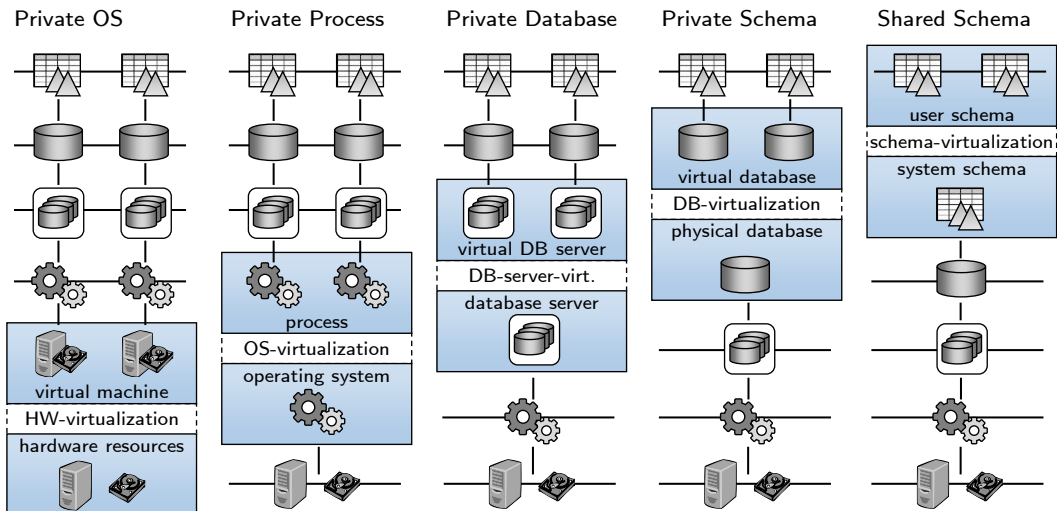 Private OS
virtual machine
HW-virtualization
hardware resources
Private Process
process
OS-virtualization
operating system
Private Database
virtual DB server
DB-server-virt.
database server
Private Schema
virtual database
DB-virtualization
physical database
Shared Schema
user schema
schema-virtualization
system schema